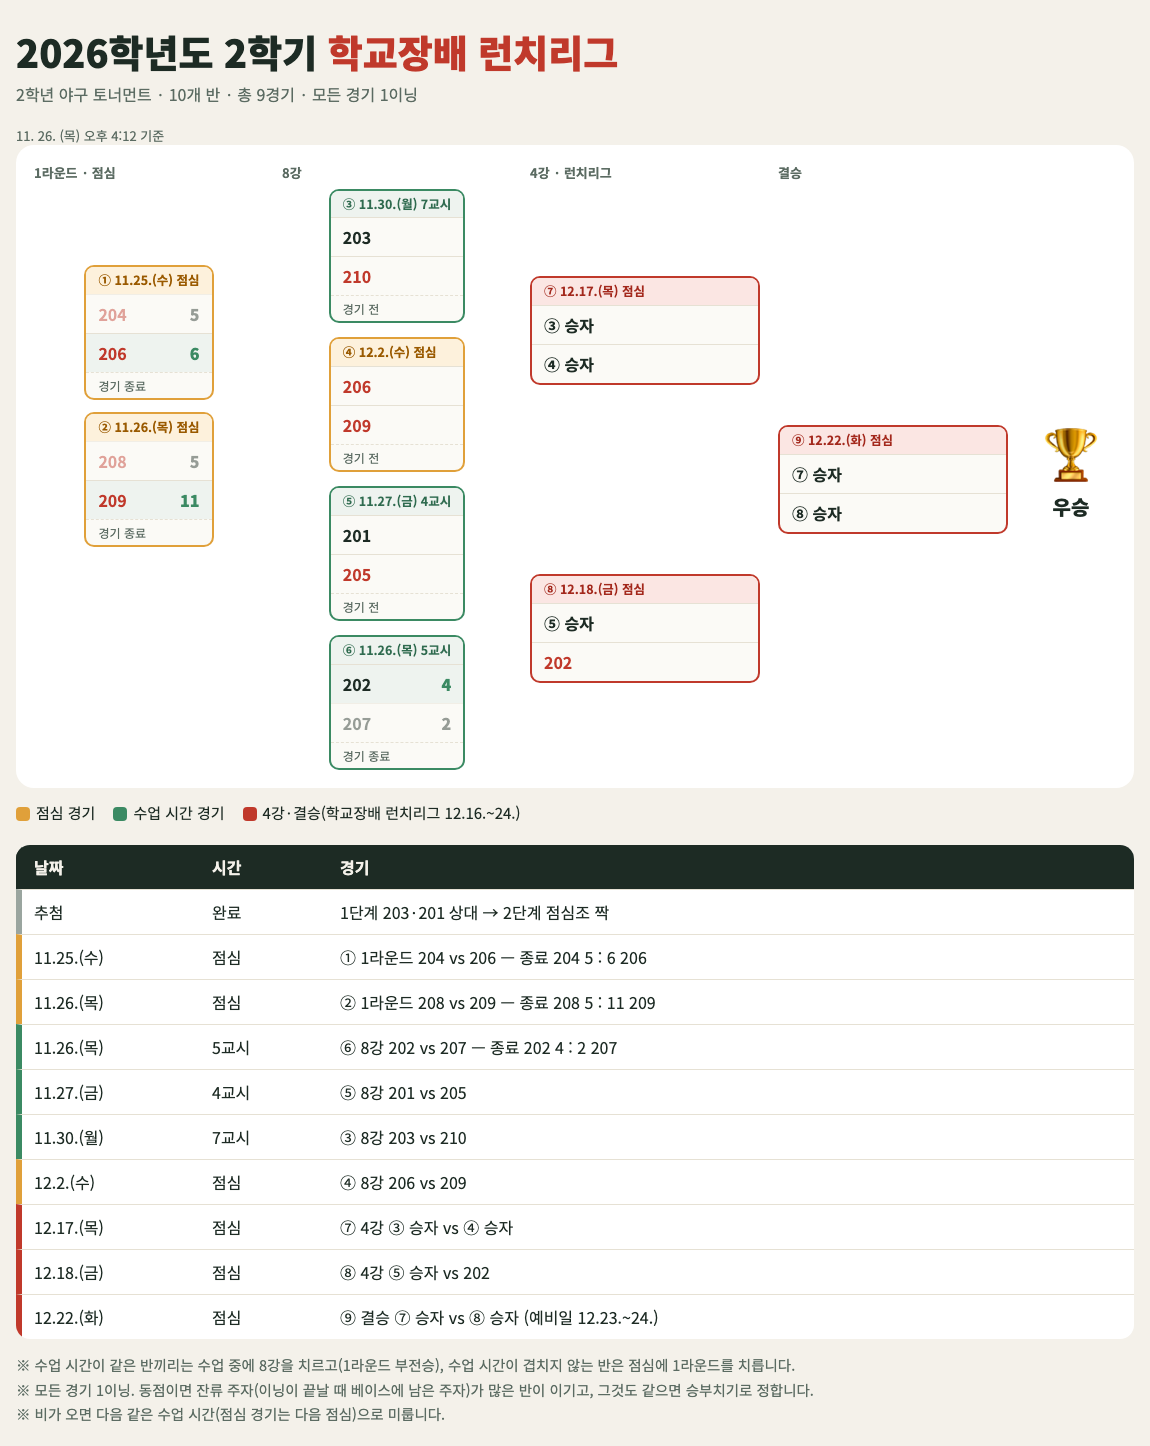 2026학년도 2학기 학교장배 런치리그
2학년 야구 토너먼트 · 10개 반 · 총 9경기 · 모든 경기 1이닝
11. 26. (목) 오후 4:12 기준
1라운드 · 점심
① 11.25.(수) 점심
204 5
206 6
경기 종료
② 11.26.(목) 점심
208 5
209 11
경기 종료
8강
③ 11.30.(월) 7교시
203
210
경기 전
④ 12.2.(수) 점심
206
209
경기 전
⑤ 11.27.(금) 4교시
201
205
경기 전
⑥ 11.26.(목) 5교시
202 4
207 2
경기 종료
4강 · 런치리그
⑦ 12.17.(목) 점심
③ 승자
④ 승자
⑧ 12.18.(금) 점심
⑤ 승자
202
결승
⑨ 12.22.(화) 점심
⑦ 승자
⑧ 승자
우승
점심 경기 수업 시간 경기 4강·결승(학교장배 런치리그 12.16.~24.)
날짜 시간 경기
추첨 완료 1단계 203·201 상대 → 2단계 점심조 짝
11.25.(수) 점심 ① 1라운드 204 vs 206 — 종료 204 5 : 6 206
11.26.(목) 점심 ② 1라운드 208 vs 209 — 종료 208 5 : 11 209
11.26.(목) 5교시 ⑥ 8강 202 vs 207 — 종료 202 4 : 2 207
11.27.(금) 4교시 ⑤ 8강 201 vs 205
11.30.(월) 7교시 ③ 8강 203 vs 210
12.2.(수) 점심 ④ 8강 206 vs 209
12.17.(목) 점심 ⑦ 4강 ③ 승자 vs ④ 승자
12.18.(금) 점심 ⑧ 4강 ⑤ 승자 vs 202
12.22.(화) 점심 ⑨ 결승 ⑦ 승자 vs ⑧ 승자 (예비일 12.23.~24.)
※ 수업 시간이 같은 반끼리는 수업 중에 8강을 치르고(1라운드 부전승), 수업 시간이 겹치지 않는 반은 점심에 1라운드를 치릅니다.
※ 모든 경기 1이닝. 동점이면 잔류 주자(이닝이 끝날 때 베이스에 남은 주자)가 많은 반이 이기고, 그것도 같으면 승부치기로 정합니다.
※ 비가 오면 다음 같은 수업 시간(점심 경기는 다음 점심)으로 미룹니다.